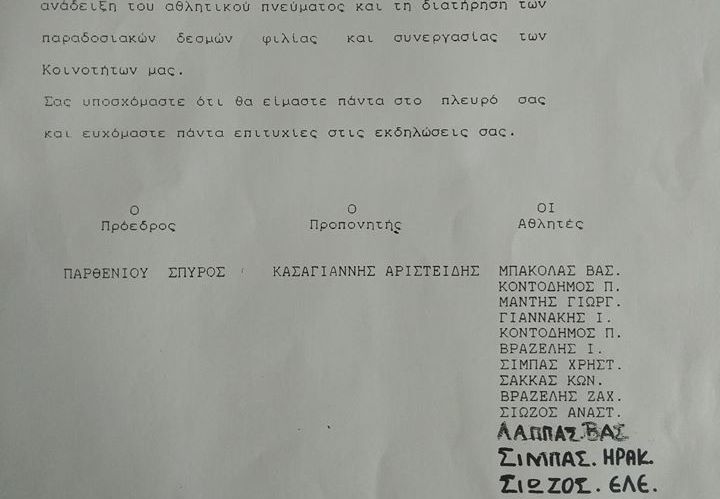 ανάδειξη του αθλητικού πνεύματος και τη διατήρηση των
παραδοσιακών δεσμών φιλίας και συνεργασίας των
Κοινοτήτων μας.
Σας υποσχόμαστε ότι θα είμαστε πάντα στο πλευρό σας
και ευχόμαστε πάντα επιτυχίες στις εκδηλώσεις σας.
Ο Ο ΟΙ
Πρόεδρος Προπονητής Αθλητές
ΠΑΡΘΕΝΙΟΥ ΣΠΥΡΟΣ ΚΑΣΑΓΙΑΝΝΗΣ ΑΡΙΣΤΕΙΔΗΣ ΜΠΑΚΟΛΑΣ ΒΑΣ.
ΚΟΝΤΟΔΗΜΟΣ Π.
ΜΑΝΤΗΣ ΓΙΩΡΓ.
ΓΙΑΝΝΑΚΗΣ Ι.
ΚΟΝΤΟΔΗΜΟΣ Π.
ΒΡΑΖΕΛΗΣ Ι.
ΣΙΜΠΑΣ ΧΡΗΣΤ.
ΣΑΚΚΑΣ ΚΩΝ.
ΒΡΑΖΕΛΗΣ ΖΑΧ.
ΣΙΩΖΟΣ ΑΝΑΣΤ.
ΛΑΠΠΑΣ. ΒΑΣ
ΣΙΜΠΑΣ. ΗΡΑΚ.
ΣΙΩΖΟΣ. ΕΛΕ.